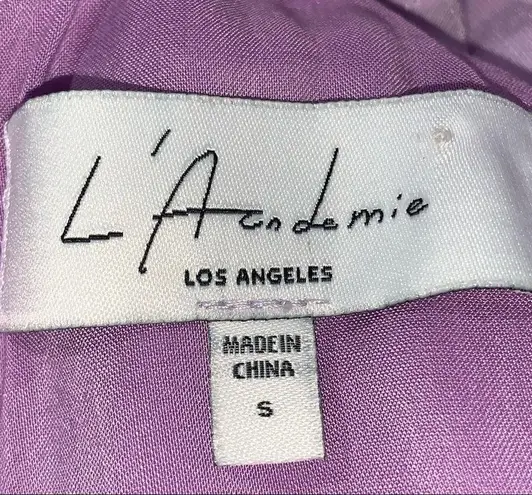 L'Academie
LOS ANGELES
MADE IN
CHINA
S